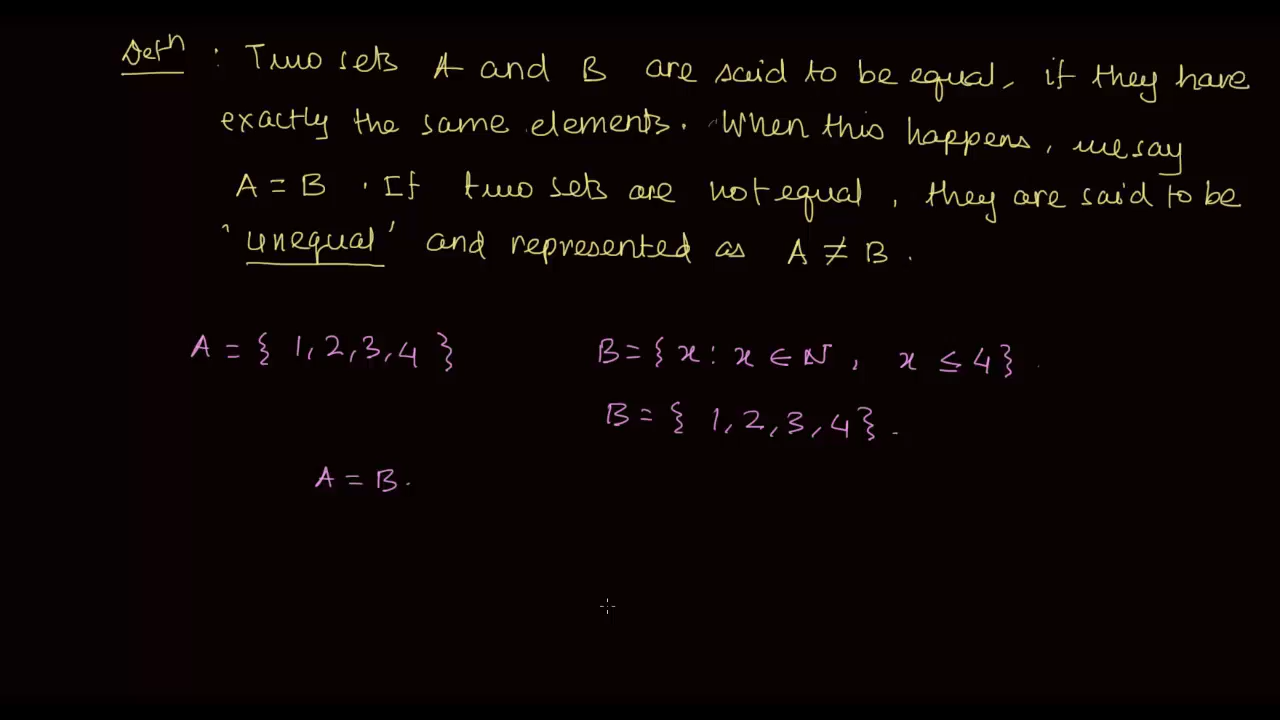 Defⁿ : Two sets A and B are said to be equal, if they have
exactly the same elements. When this happens, we say
A = B . If two sets are not equal, they are said to be
'unequal' and represented as A ≠ B .
A = { 1, 2, 3, 4 } B = { x : x ∈ N , x ≤ 4 } .
B = { 1, 2, 3, 4 } .
A = B .